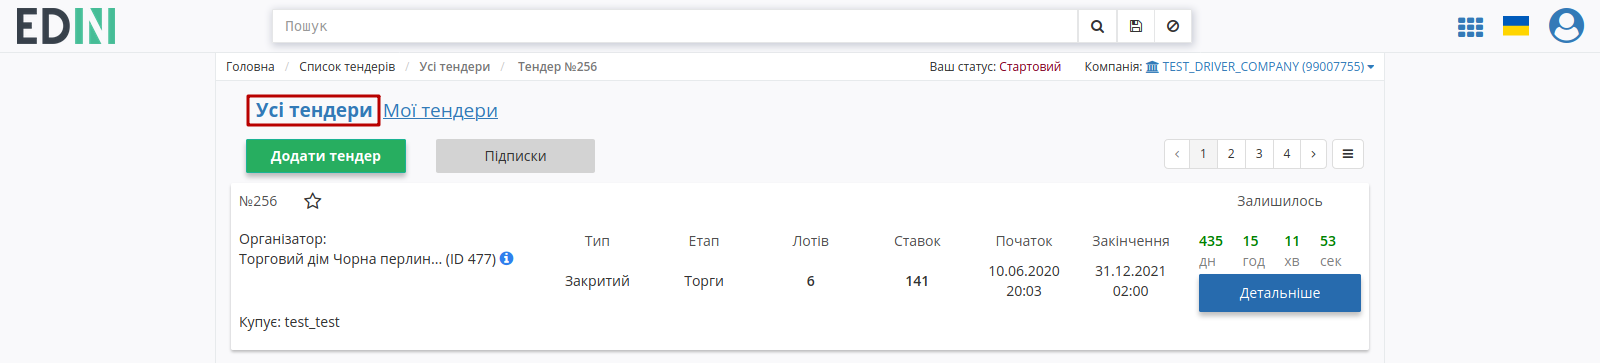 EDIN
Пошук
Головна / Список тендерів / Усі тендери / Тендер №256
Ваш статус: Стартовий Компанія: TEST_DRIVER_COMPANY (99007755)
Усі тендери Мої тендери
Додати тендер Підписки ‹ 1 2 3 4 ›
№256 Залишилось
Організатор:
Торговий дім Чорна перлин... (ID 477)
Тип Етап Лотів Ставок Початок Закінчення 435 15 11 53
дн год хв сек
Закритий Торги 6 141 10.06.2020 31.12.2021
20:03 02:00
Детальніше
Купує: test_test